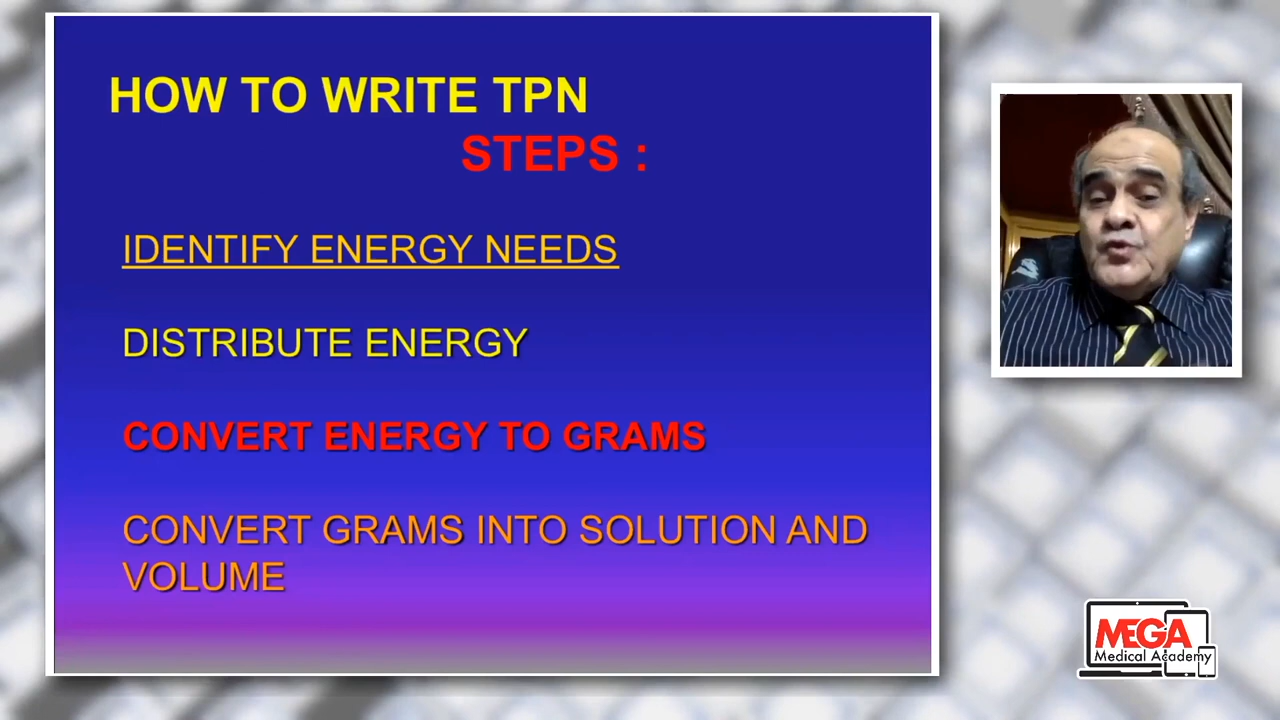 HOW TO WRITE TPN
STEPS :
IDENTIFY ENERGY NEEDS
DISTRIBUTE ENERGY
CONVERT ENERGY TO GRAMS
CONVERT GRAMS INTO SOLUTION AND
VOLUME
MEGA
Medical Academy